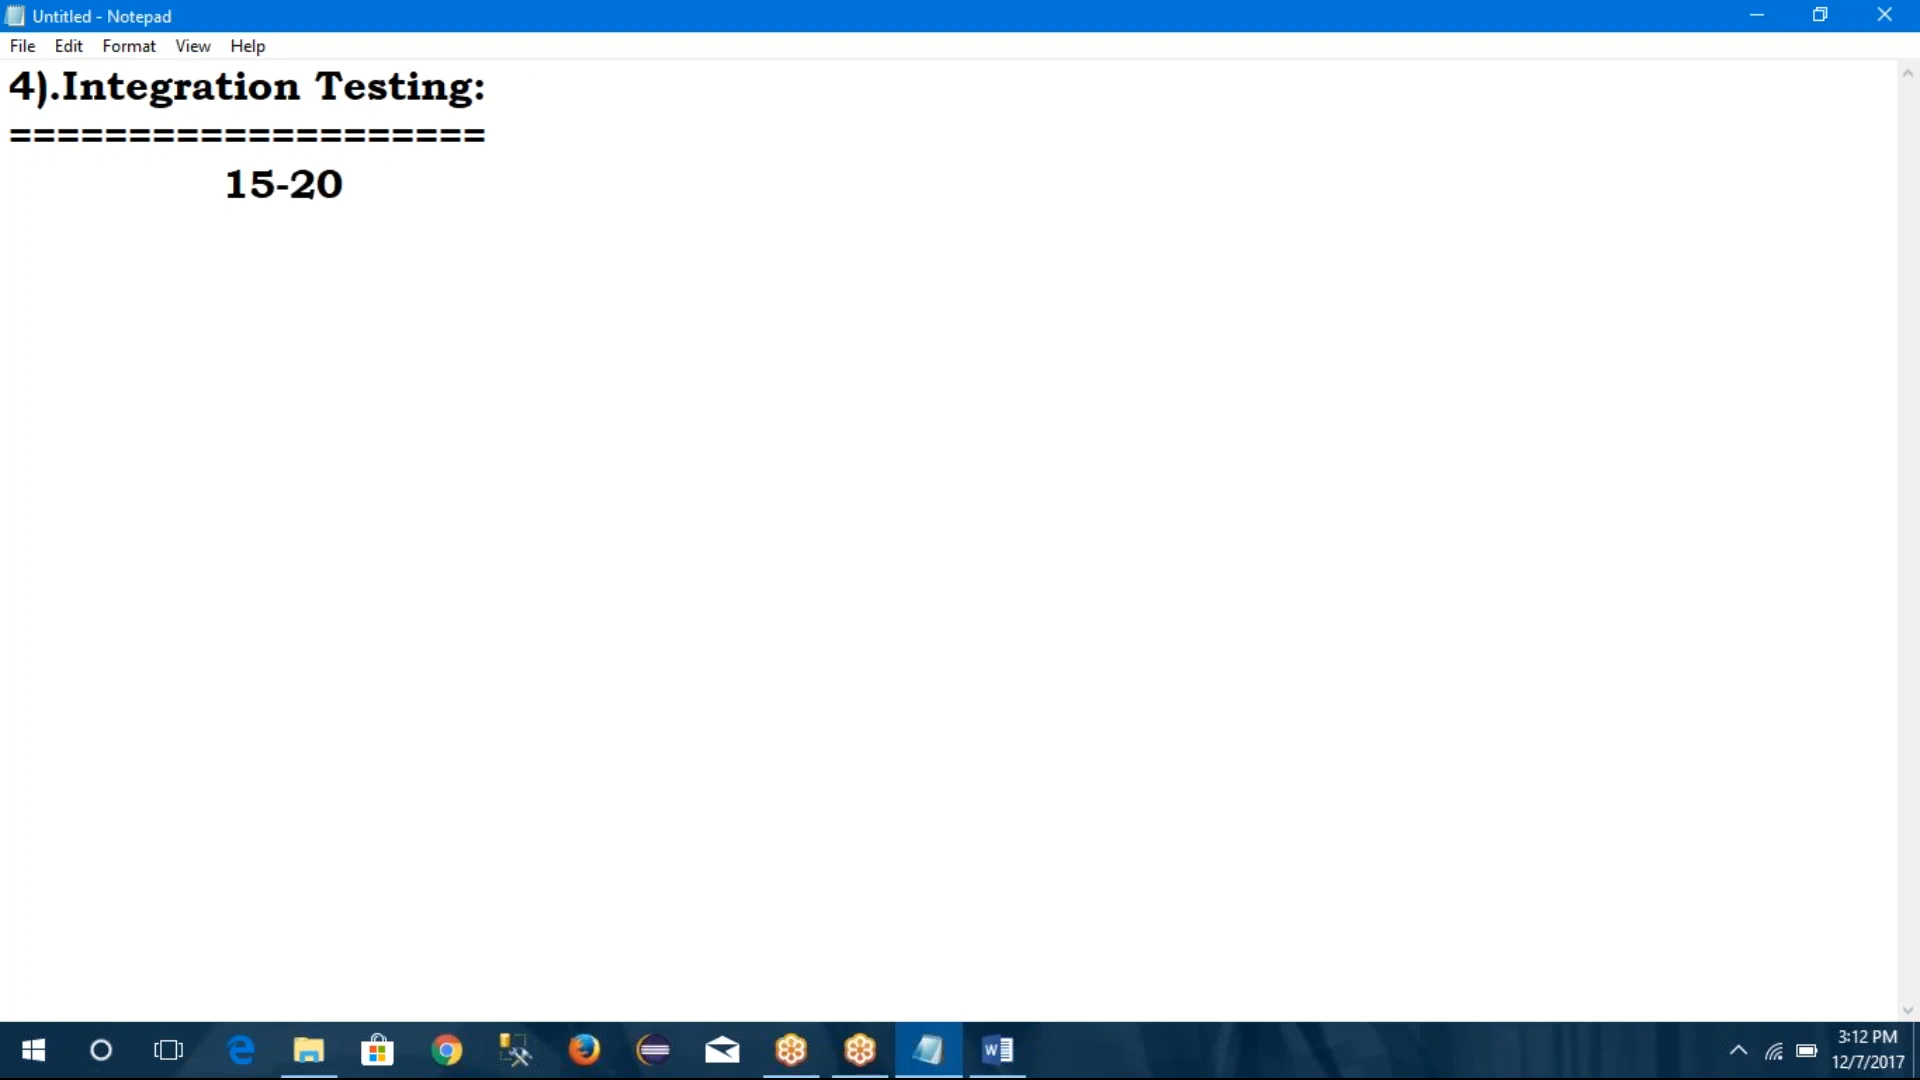 Untitled - Notepad
File Edit Format View Help
4).Integration Testing:
====================
15-20
3:12 PM
12/7/2017